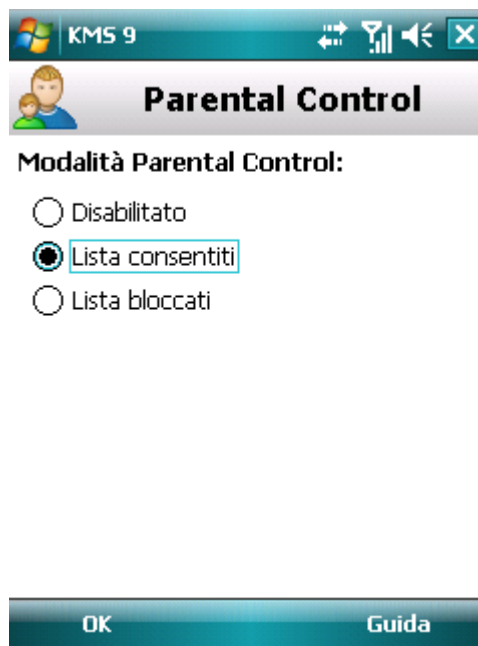 KMS 9
Parental Control
Modalità Parental Control:
Disabilitato
Lista consentiti
Lista bloccati
OK Guida